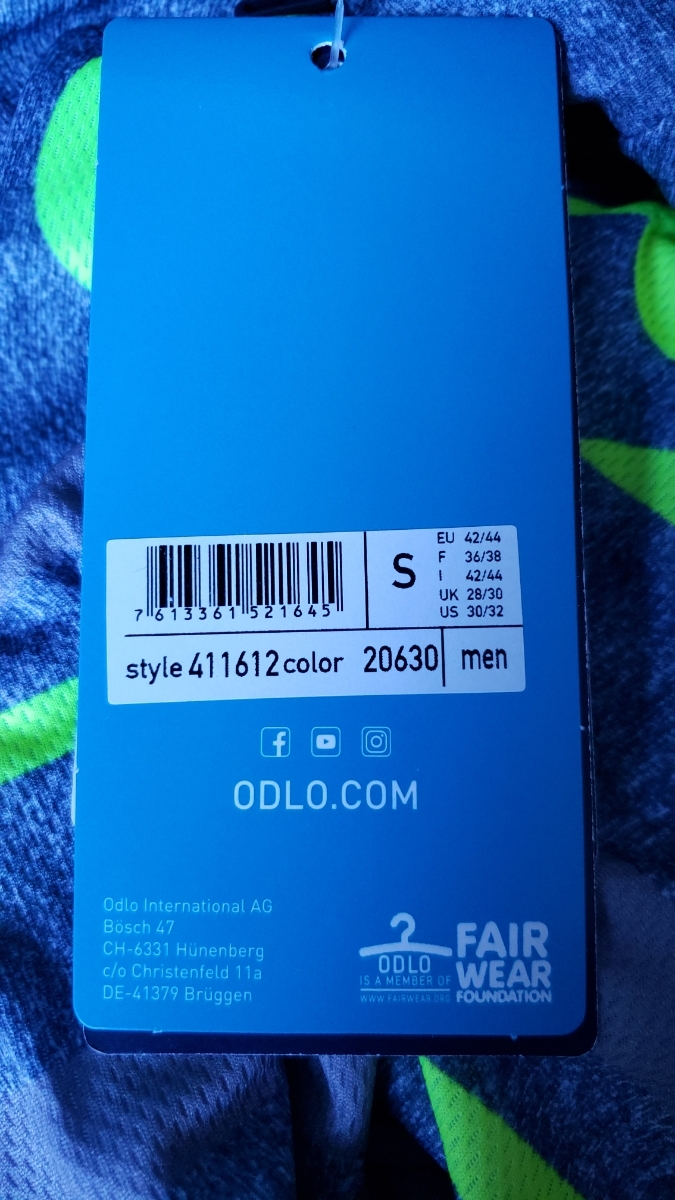 7 613361 521645
S
EU 42/44
F 36/38
I 42/44
UK 28/30
US 30/32
style 411612 color 20630
men
ODLO.COM
Odlo International AG
Bösch 47
CH-6331 Hünenberg
c/o Christenfeld 11a
DE-41379 Brüggen
ODLO
IS A MEMBER OF
WWW.FAIRWEAR.ORG
FAIR
WEAR
FOUNDATION